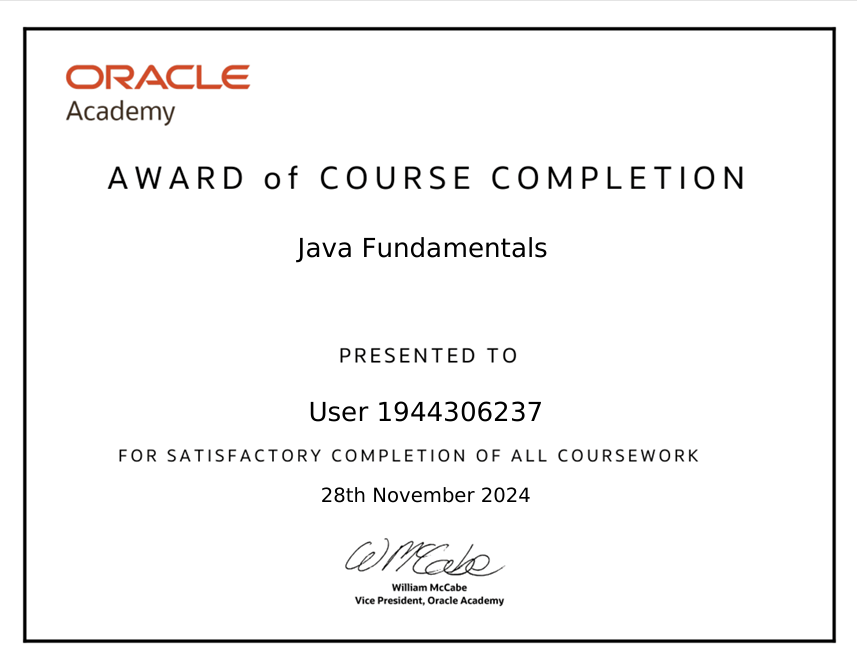 ORACLE
Academy
AWARD of COURSE COMPLETION
Java Fundamentals
PRESENTED TO
User 1944306237
FOR SATISFACTORY COMPLETION OF ALL COURSEWORK
28th November 2024
WMcCabe
William McCabe
Vice President, Oracle Academy